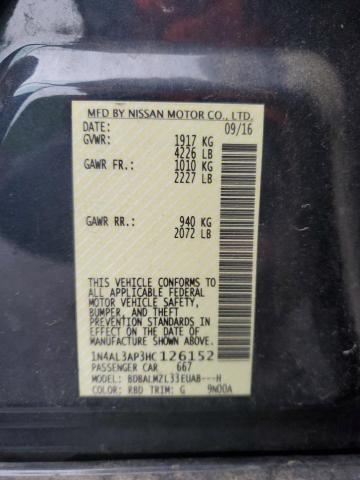 MFD BY NISSAN MOTOR CO., LTD.
DATE: 09/16
GVWR: 1917 KG
4226 LB
GAWR FR: 1010 KG
2227 LB
GAWR RR: 940 KG
2072 LB
THIS VEHICLE CONFORMS TO
ALL APPLICABLE FEDERAL
MOTOR VEHICLE SAFETY,
BUMPER, AND THEFT
PREVENTION STANDARDS
IN EFFECT ON THE DATE OF
MANUFACTURE SHOWN ABOVE.
1N4AL3AP3HC126152
PASSENGER CAR 667
MODEL: BDBALMZL33EUAB---H
COLOR: RBD TRIM: G 9N00A